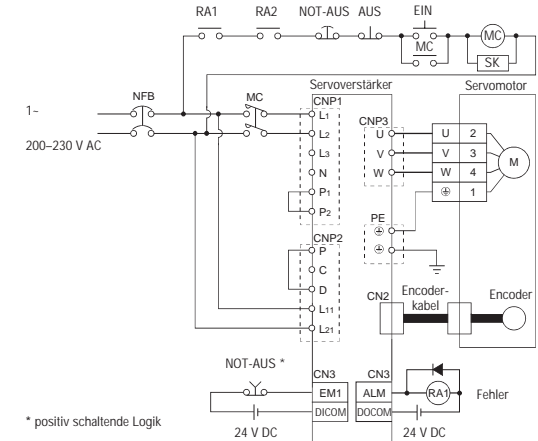 RA1 RA2 NOT-AUS AUS EIN
MC MC
SK
Servoverstärker Servomotor
NFB MC CNP1
1~ L1 CNP3
200–230 V AC L2 U U 2
L3 V V 3 M
N W W 4
P1 1
P2
PE
CNP2
P
C
D
L11 CN2 Encoder-
kabel Encoder
L21
NOT-AUS * CN3 CN3
EM1 ALM RA1 Fehler
DICOM DOCOM
* positiv schaltende Logik
24 V DC 24 V DC